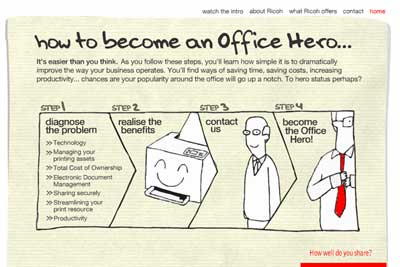 watch the intro about Ricoh what Ricoh offers contact home
how to become an Office Hero...
It's easier than you think. As you follow these steps, you'll learn how simple it is to dramatically
improve the way your business operates. You'll find ways of saving time, saving costs, increasing
productivity... chances are your popularity around the office will go up a notch. To hero status perhaps?
STEP 1
diagnose
the problem
>> Technology
>> Managing your
printing assets
>> Total Cost of Ownership
>> Electronic Document
Management
>> Sharing securely
>> Streamlining your
print resource
>> Productivity
STEP 2
realise the
benefits
STEP 3
contact
us
STEP 4
become
the Office
Hero!
How well do you share?